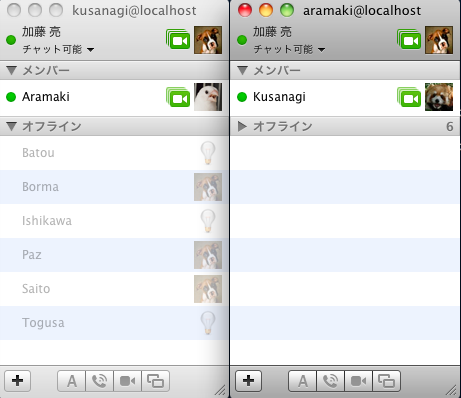 kusanagi@localhost
加藤 亮
チャット可能
メンバー
Aramaki
オフライン
Batou
Borma
Ishikawa
Paz
Saito
Togusa
A
aramaki@localhost
加藤 亮
チャット可能
メンバー
Kusanagi
オフライン 6
A